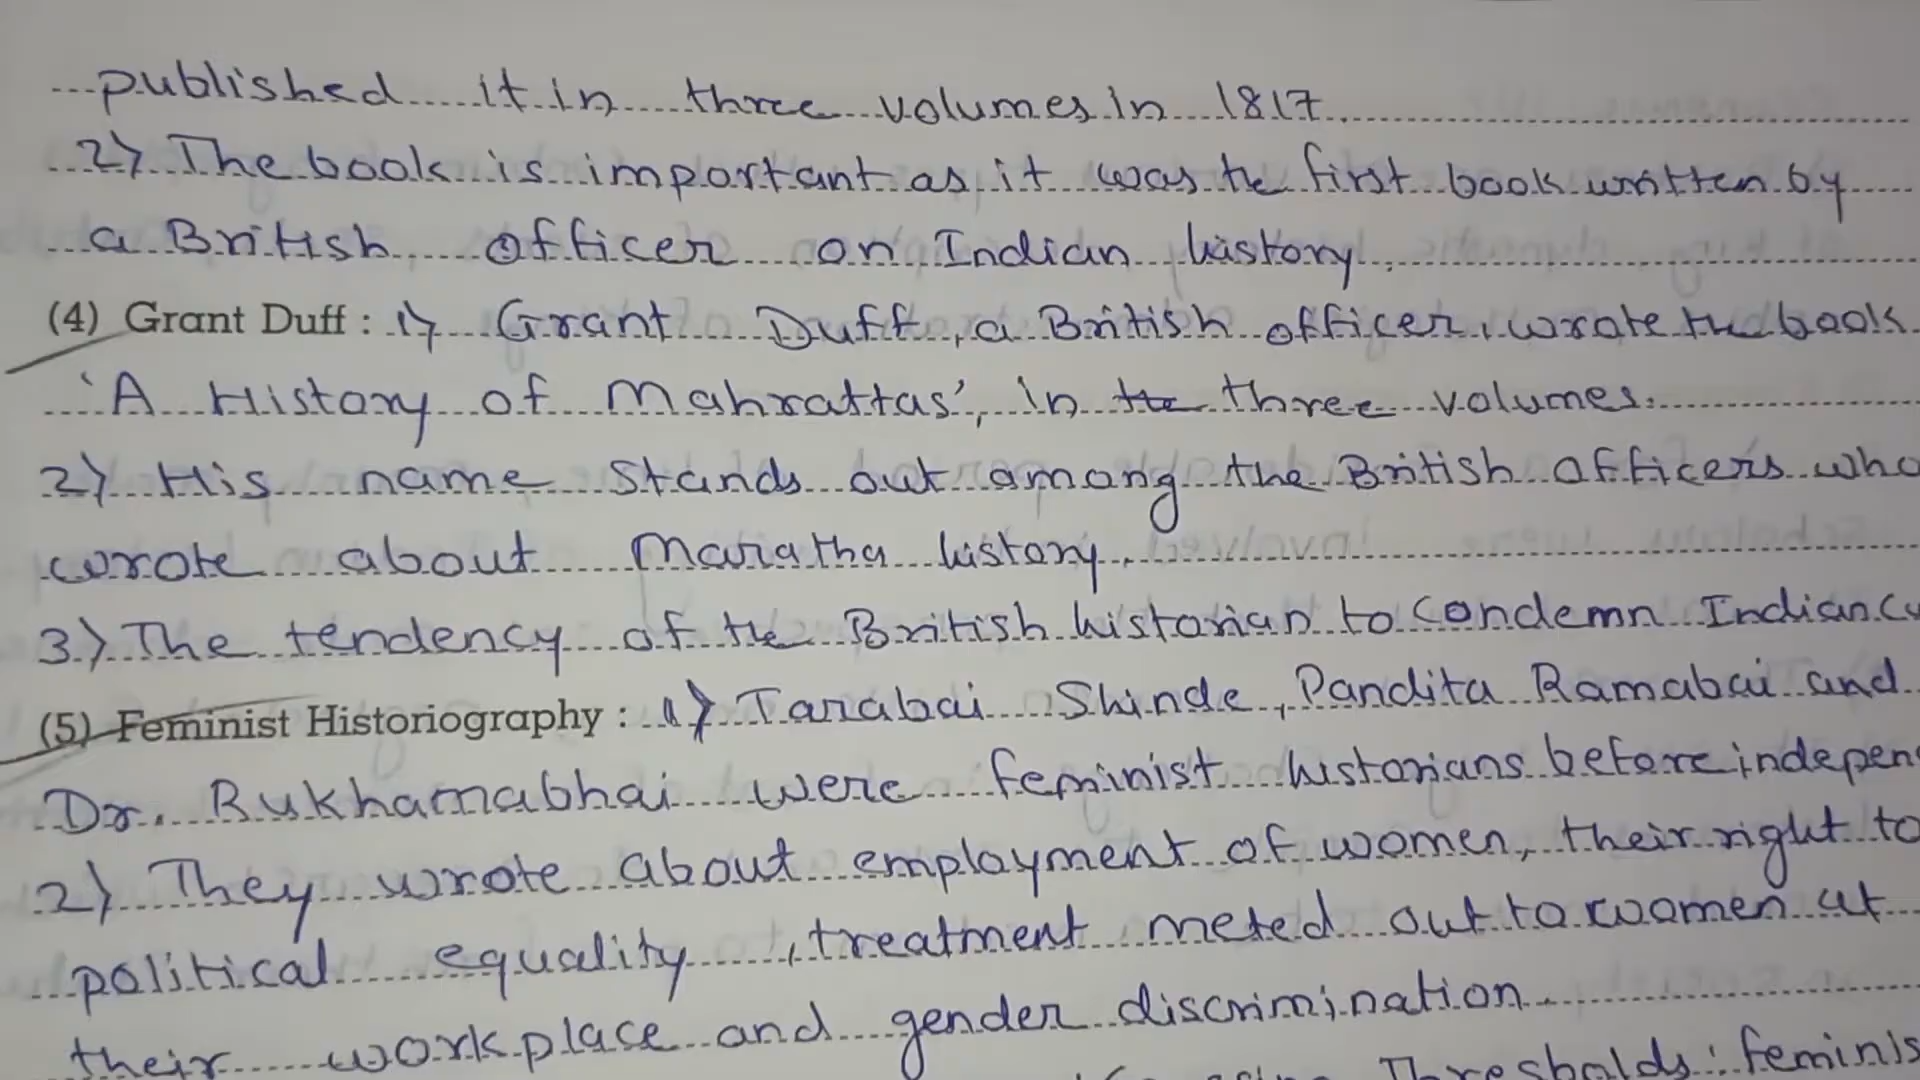 published it in three volumes in 1817.
2) The book is important as it was the first book written by
a British officer on Indian history.
(4) Grant Duff : 1) Grant Duff, a British officer, wrote the book
'A History of Mahrattas', in three volumes.
2) His name stands out among the British officers who
wrote about Maratha history.
3) The tendency of the British historian to condemn Indian cu
(5) Feminist Historiography : 1) Tarabai Shinde, Pandita Ramabai and
Dr. Rukhamabhai were feminist historians before indepen
2) They wrote about employment of women, their right to
political equality, treatment meted out to women at
their workplace and gender discrimination.
Thresholds : feminis